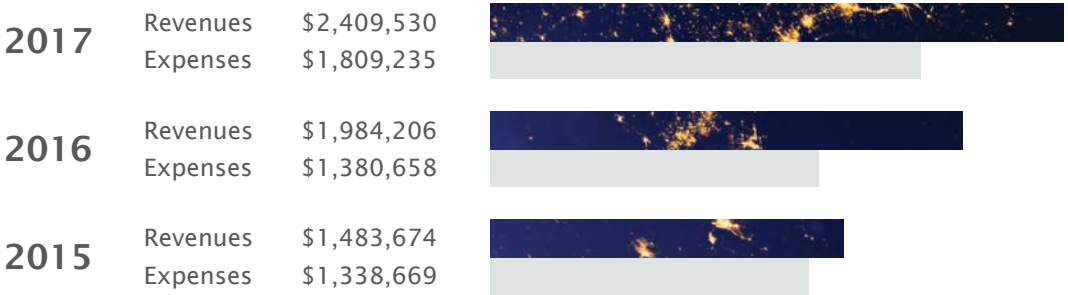 2017
Revenues $2,409,530
Expenses $1,809,235
2016
Revenues $1,984,206
Expenses $1,380,658
2015
Revenues $1,483,674
Expenses $1,338,669